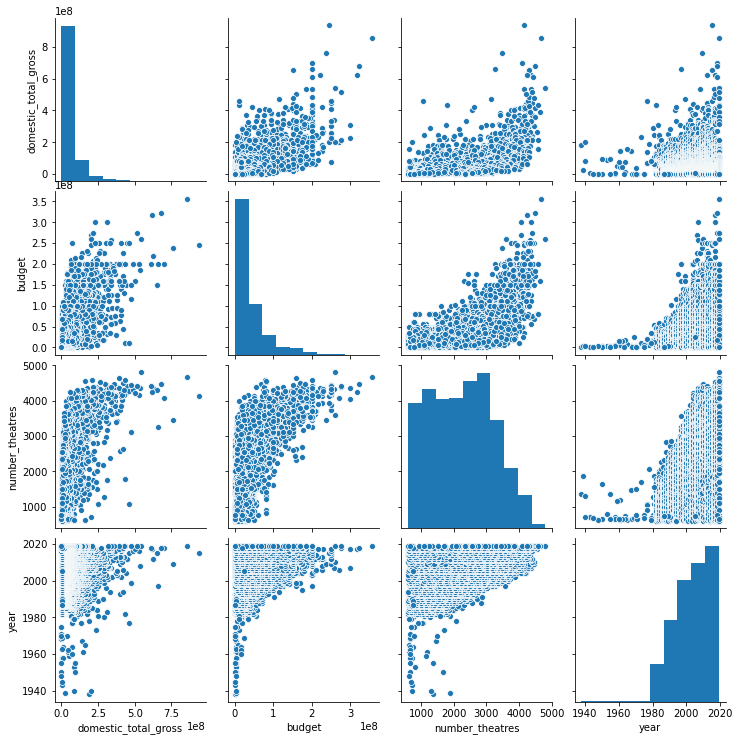 1e8
8
6
4
2
0
domestic_total_gross
1e8
3.5
3.0
2.5
2.0
1.5
1.0
0.5
0.0
budget
5000
4000
3000
2000
1000
number_theatres
2020
2000
1980
1960
1940
year
0.0 2.5 5.0 7.5
1e8
domestic_total_gross
0 1 2 3
1e8
budget
1000 2000 3000 4000 5000
number_theatres
1940 1960 1980 2000 2020
year